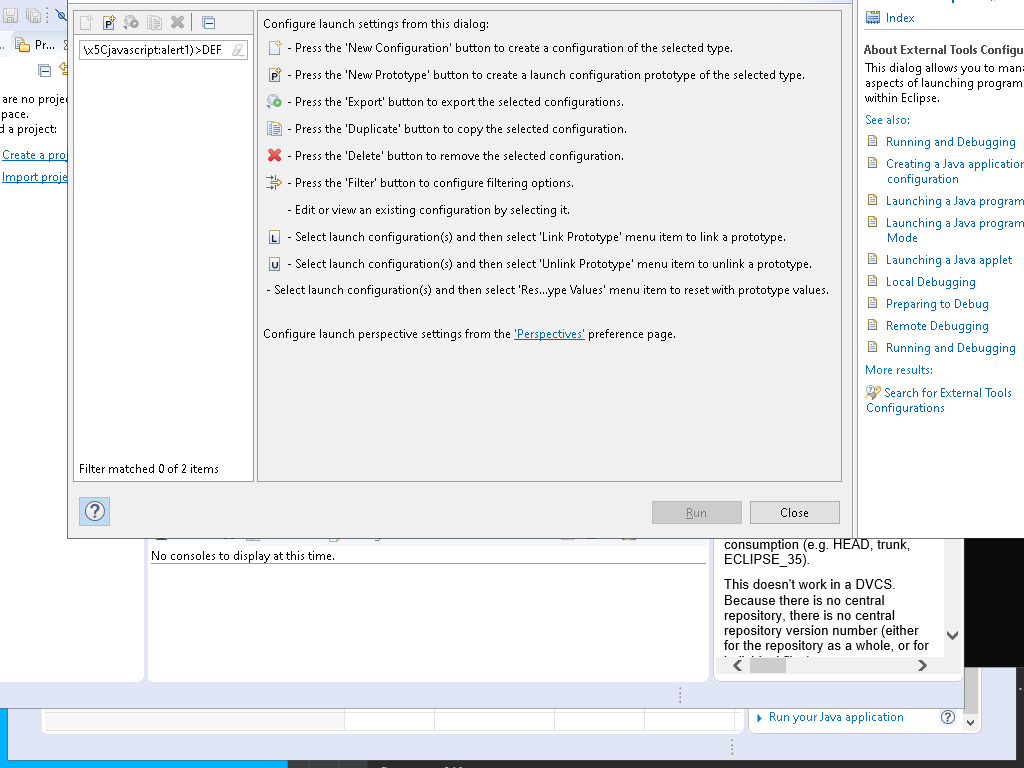 Pr...
are no projec
pace.
d a project:
Create a proj
Import proje
\x5Cjavascript:alert1)>DEF
Filter matched 0 of 2 items
Configure launch settings from this dialog:
- Press the 'New Configuration' button to create a configuration of the selected type.
- Press the 'New Prototype' button to create a launch configuration prototype of the selected type.
- Press the 'Export' button to export the selected configurations.
- Press the 'Duplicate' button to copy the selected configuration.
- Press the 'Delete' button to remove the selected configuration.
- Press the 'Filter' button to configure filtering options.
- Edit or view an existing configuration by selecting it.
- Select launch configuration(s) and then select 'Link Prototype' menu item to link a prototype.
- Select launch configuration(s) and then select 'Unlink Prototype' menu item to unlink a prototype.
- Select launch configuration(s) and then select 'Res...ype Values' menu item to reset with prototype values.
Configure launch perspective settings from the 'Perspectives' preference page.
Run
Close
Index
About External Tools Configu
This dialog allows you to mana
aspects of launching program
within Eclipse.
See also:
Running and Debugging
Creating a Java application
configuration
Launching a Java program
Launching a Java program
Mode
Launching a Java applet
Local Debugging
Preparing to Debug
Remote Debugging
Running and Debugging
More results:
Search for External Tools
Configurations
No consoles to display at this time.
consumption (e.g. HEAD, trunk,
ECLIPSE_35).
This doesn't work in a DVCS.
Because there is no central
repository, there is no central
repository version number (either
for the repository as a whole, or for
Run your Java application